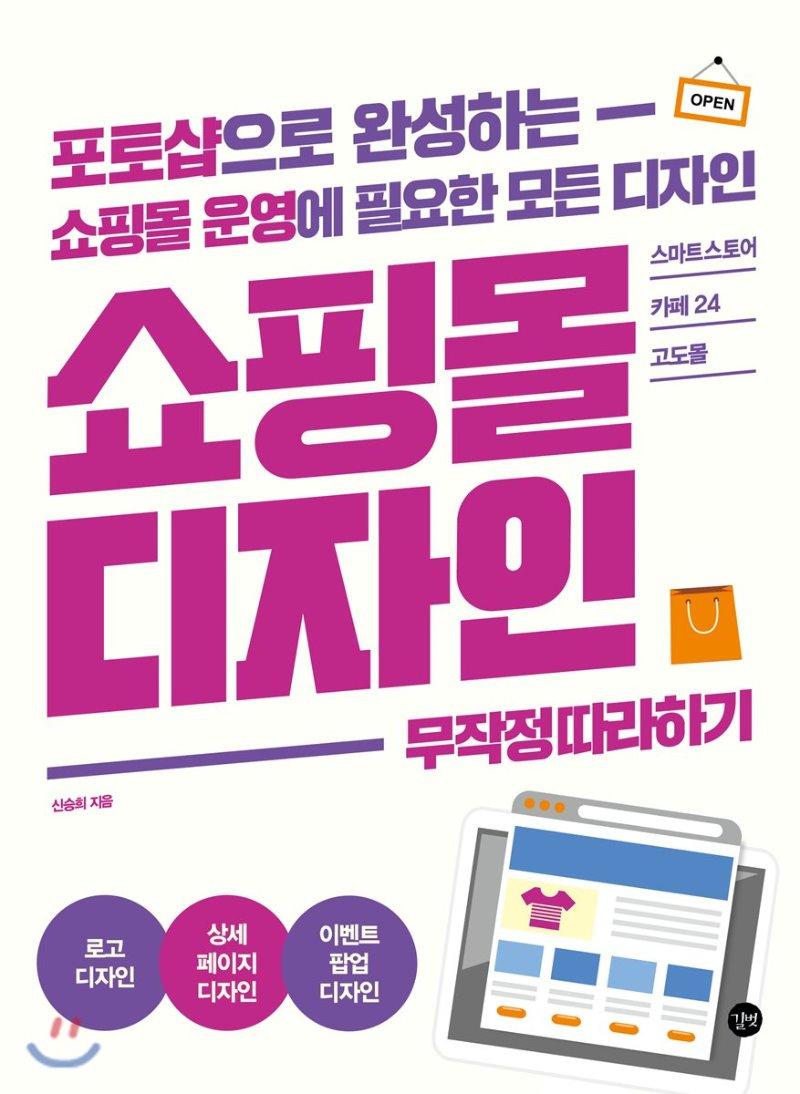 OPEN
포토샵으로 완성하는
쇼핑몰 운영에 필요한 모든 디자인
스마트스토어
카페 24
고도몰
쇼핑몰
디자인
무작정 따라하기
신승희 지음
로고
디자인
상세
페이지
디자인
이벤트
팝업
디자인
길벗